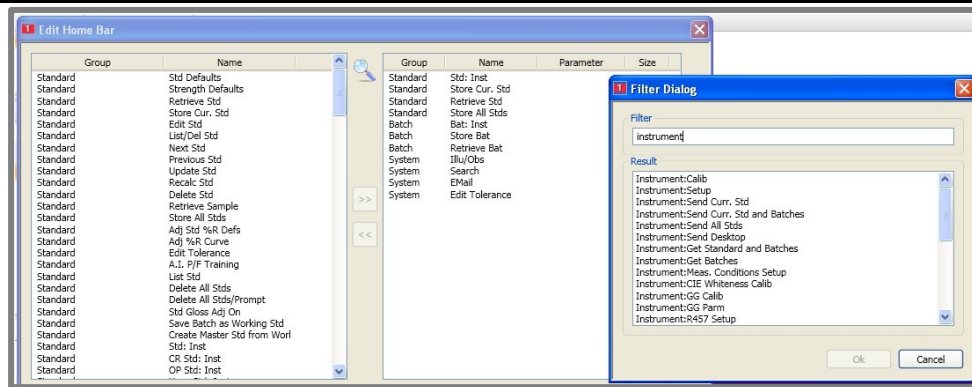 Edit Home Bar
Group Name
Standard Std Defaults
Standard Strength Defaults
Standard Retrieve Std
Standard Store Cur. Std
Standard Edit Std
Standard List/Del Std
Standard Next Std
Standard Previous Std
Standard Update Std
Standard Recalc Std
Standard Delete Std
Standard Retrieve Sample
Standard Store All Stds
Standard Adj Std %R Defs
Standard Adj %R Curve
Standard Edit Tolerance
Standard A.I. P/F Training
Standard List Std
Standard Delete All Stds
Standard Delete All Stds/Prompt
Standard Std Gloss Adj On
Standard Save Batch as Working Std
Standard Create Master Std from Worl
Standard Std: Inst
Standard CR Std: Inst
Standard OP Std: Inst
>>
<<
Group Name Parameter Size
Standard Std: Inst
Standard Store Cur. Std
Standard Retrieve Std
Standard Store All Stds
Batch Bat: Inst
Batch Store Bat
Batch Retrieve Bat
System Illu/Obs
System Search
System EMail
System Edit Tolerance
Filter Dialog
Filter
instrument
Result
Instrument:Calib
Instrument:Setup
Instrument:Send Curr. Std
Instrument:Send Curr. Std and Batches
Instrument:Send All Stds
Instrument:Send Desktop
Instrument:Get Standard and Batches
Instrument:Get Batches
Instrument:Meas. Conditions Setup
Instrument:CIE Whiteness Calib
Instrument:GG Calib
Instrument:GG Parm
Instrument:R457 Setup
Ok Cancel